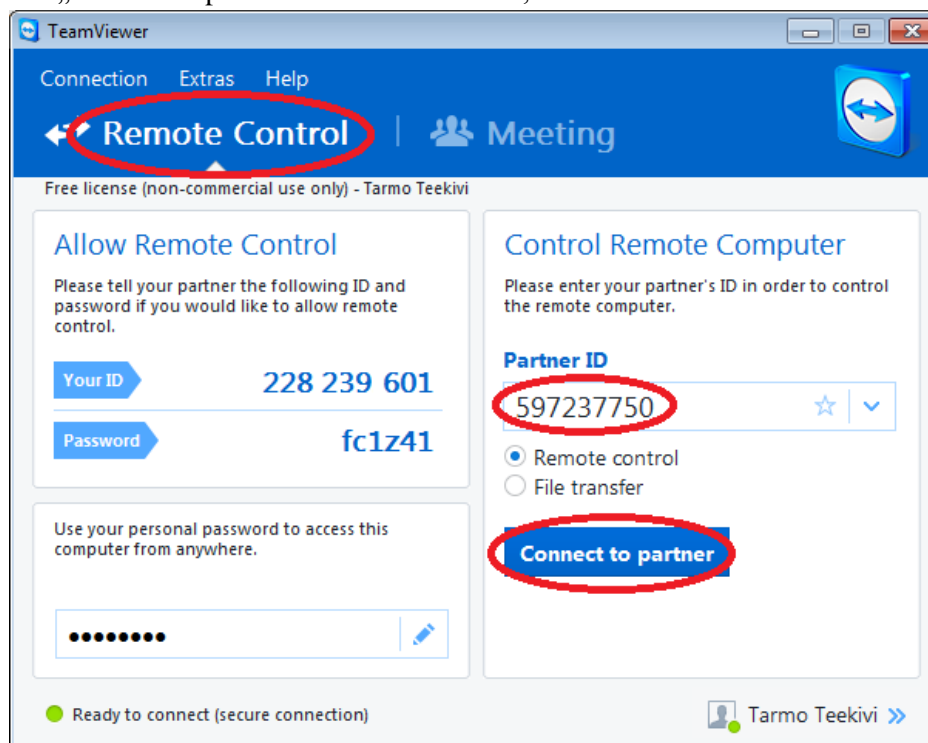 TeamViewer
Connection Extras Help
Remote Control | Meeting
Free license (non-commercial use only) - Tarmo Teekivi
Allow Remote Control
Please tell your partner the following ID and
password if you would like to allow remote
control.
Your ID 228 239 601
Password fc1z41
Use your personal password to access this
computer from anywhere.
••••••••
Control Remote Computer
Please enter your partner's ID in order to control
the remote computer.
Partner ID
597237750
Remote control
File transfer
Connect to partner
Ready to connect (secure connection)
Tarmo Teekivi